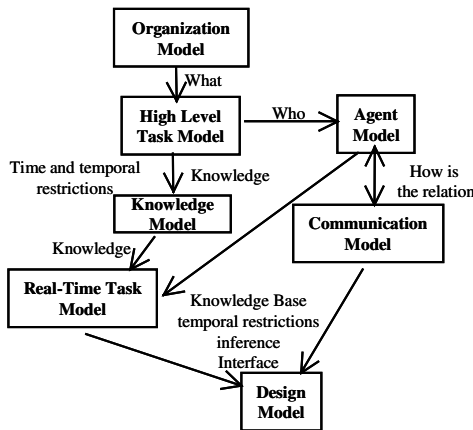 Organization
Model
What
High Level
Task Model
Who
Agent
Model
Time and temporal
restrictions
Knowledge
How is
the relation
Knowledge
Model
Communication
Model
Knowledge
Real-Time Task
Model
Knowledge Base
temporal restrictions
inference
Interface
Design
Model